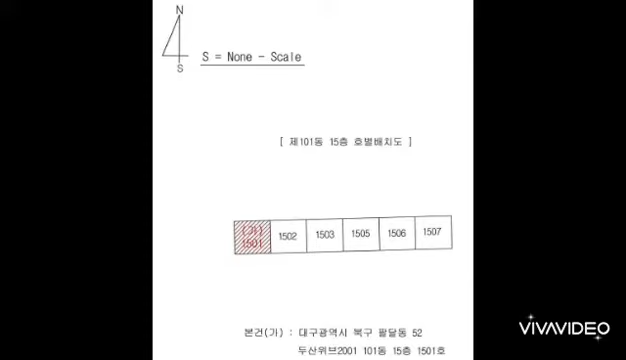 N
S
S = None - Scale
[ 제101동 15층 호별배치도 ]
(가)
1501 1502 1503 1505 1506 1507
본건(가) : 대구광역시 북구 팔달동 52
두산위브2001 101동 15층 1501호
VIVAVIDEO